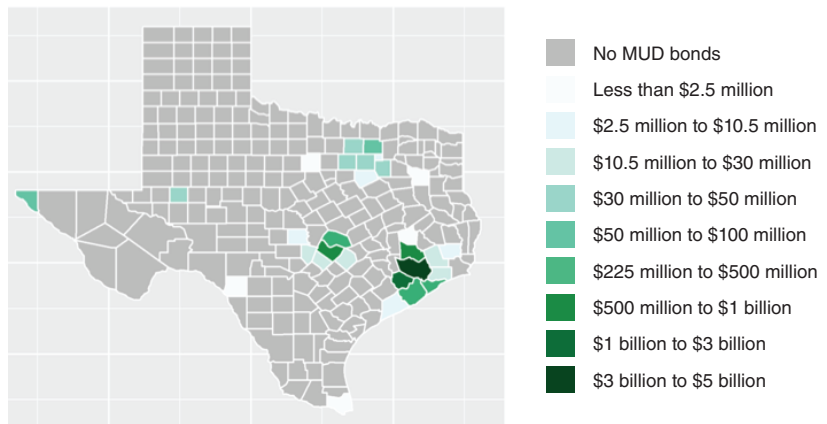 No MUD bonds
Less than $2.5 million
$2.5 million to $10.5 million
$10.5 million to $30 million
$30 million to $50 million
$50 million to $100 million
$225 million to $500 million
$500 million to $1 billion
$1 billion to $3 billion
$3 billion to $5 billion